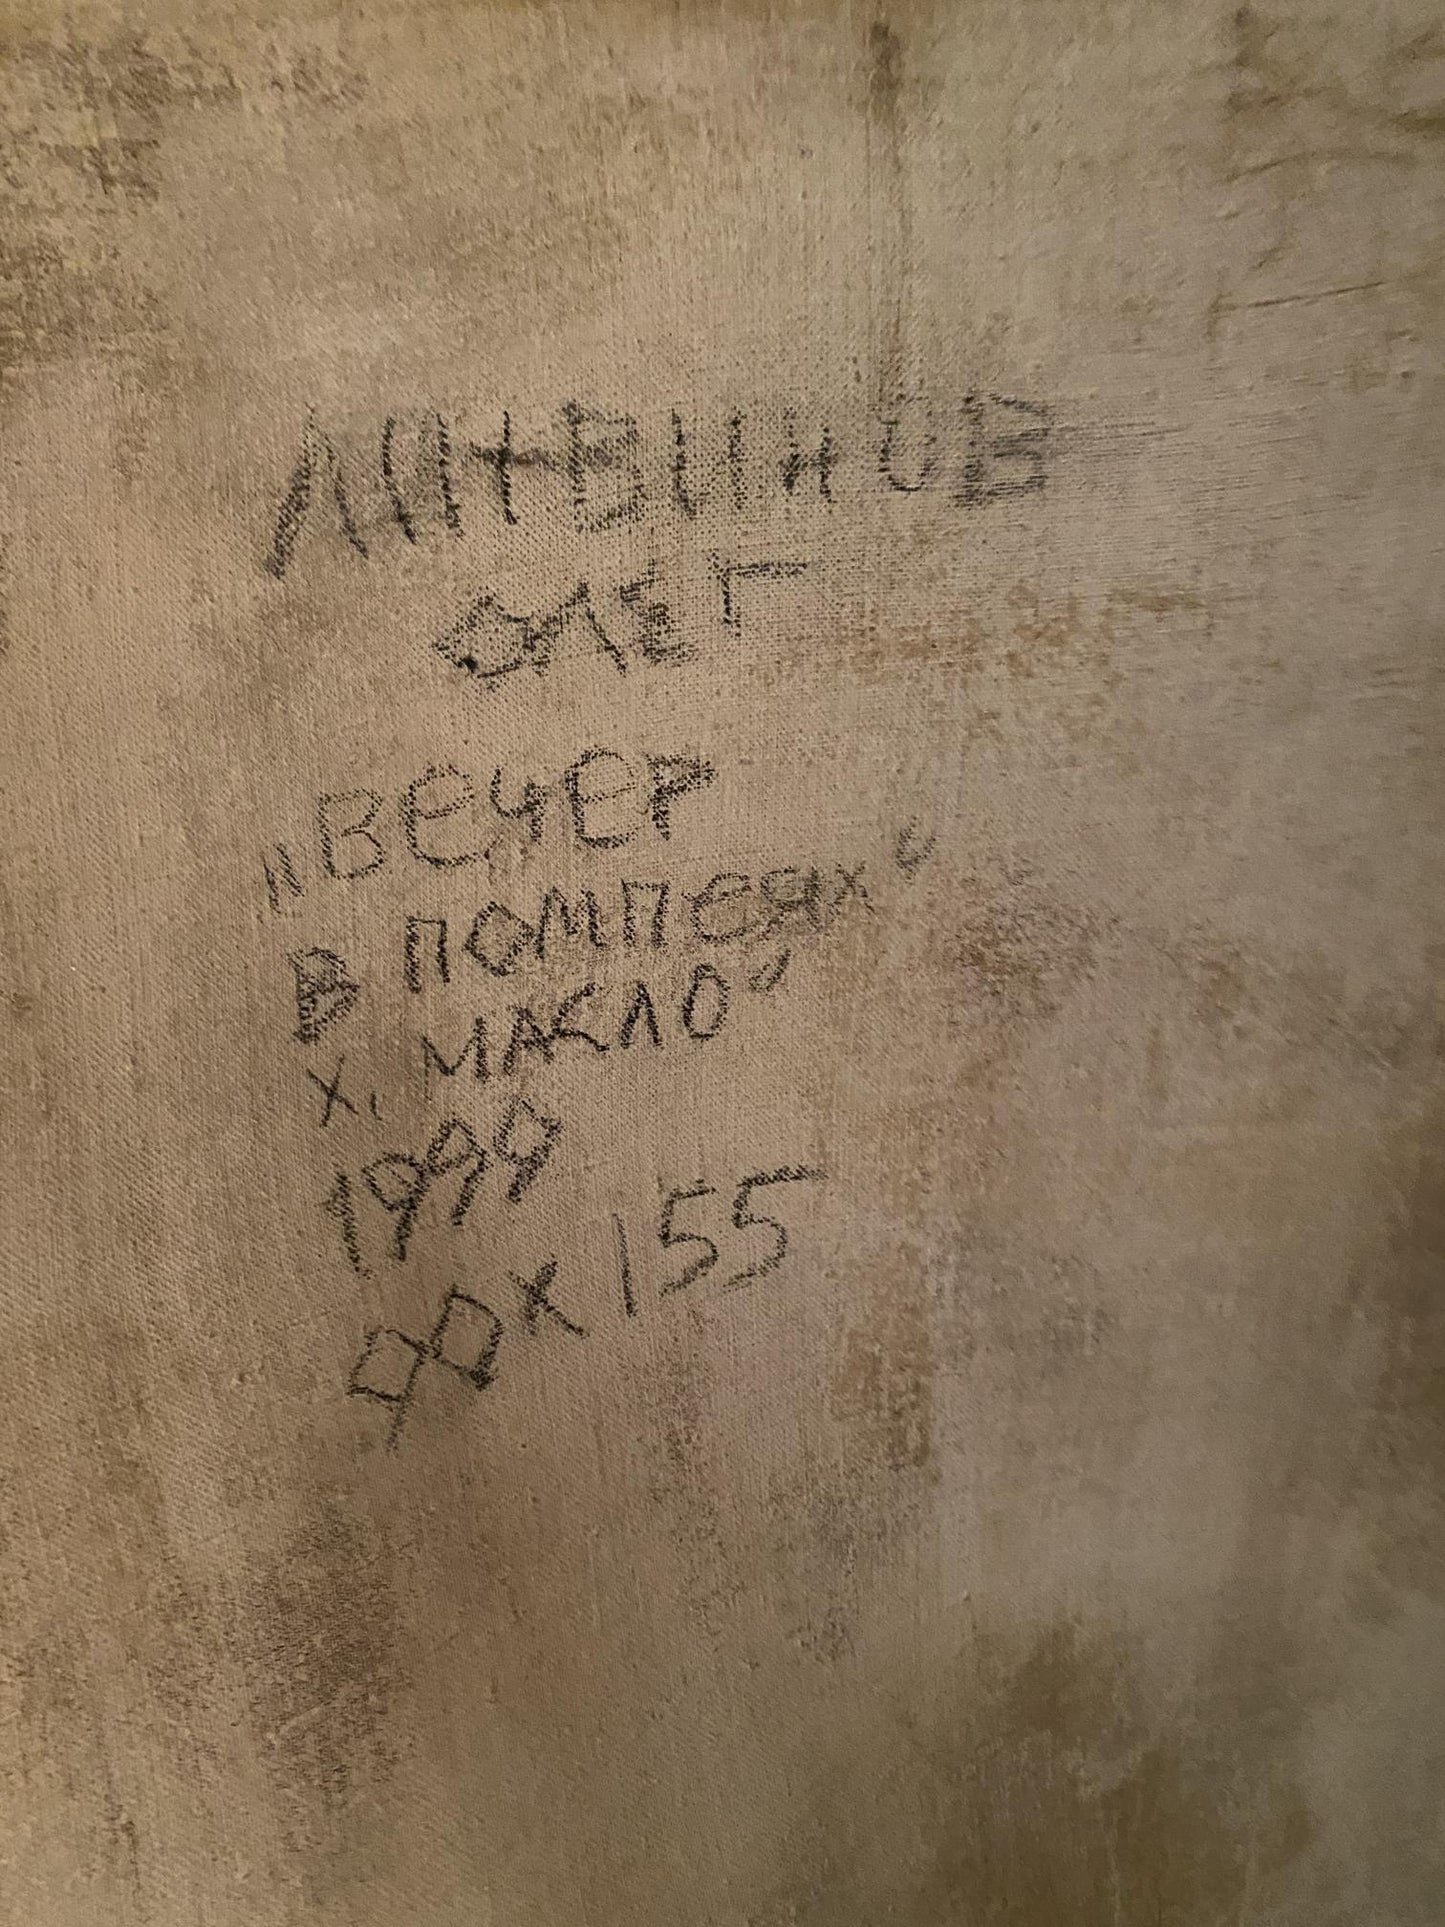 ЛИТВИНОВ
ОЛЕГ
"ВЕЧЕР
В ПОМПЕЯХ"
Х. МАСЛО"
1999
90х155